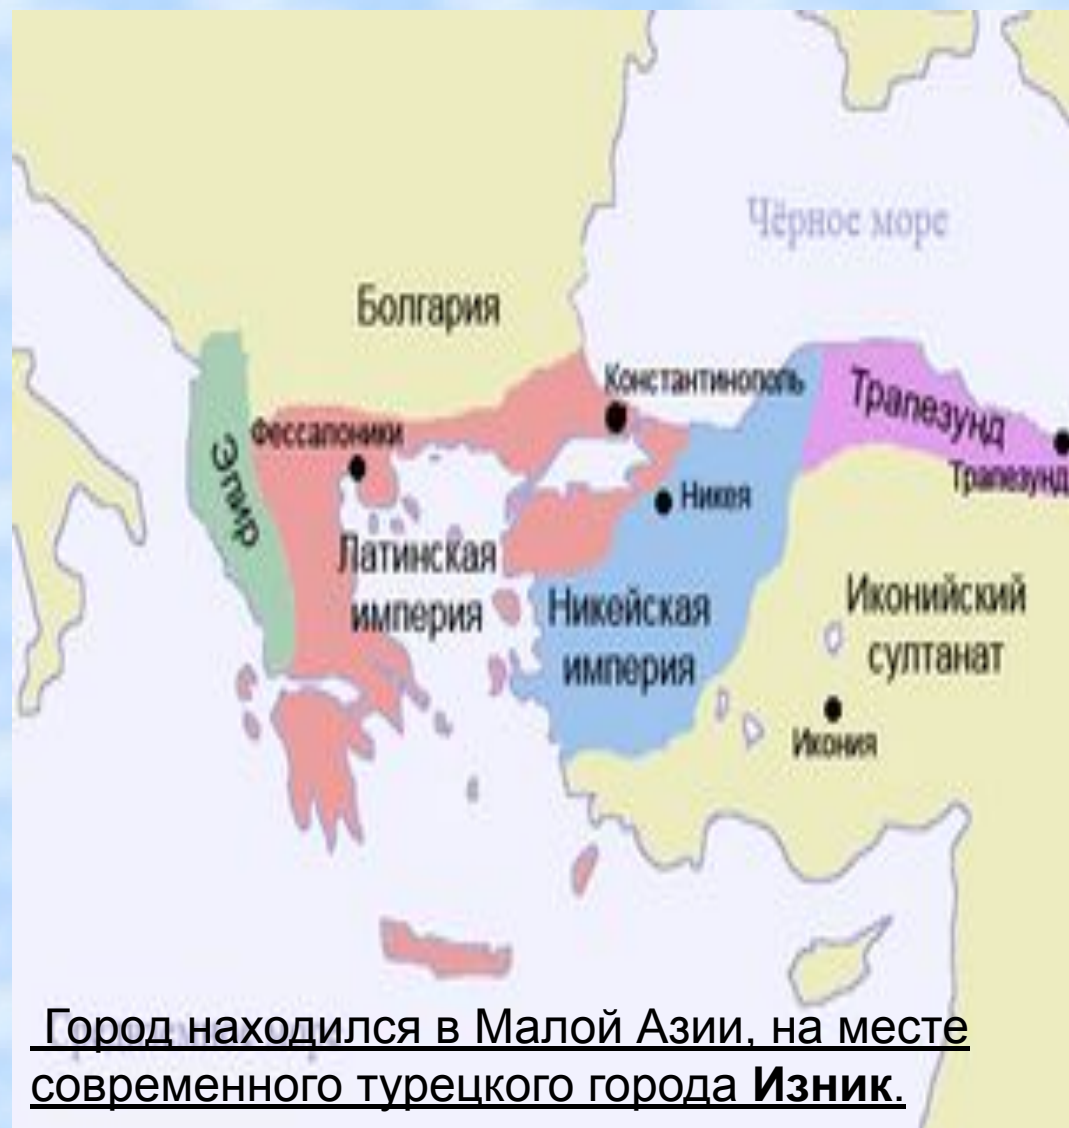 Чёрное море
Болгария
Константинополь
Трапезунд
Фессалоники
Эпир
Трапезунд
Никея
Латинская
империя
Никейская
империя
Иконийский
султанат
Икония
Город находился в Малой Азии, на месте
современного турецкого города Изник.